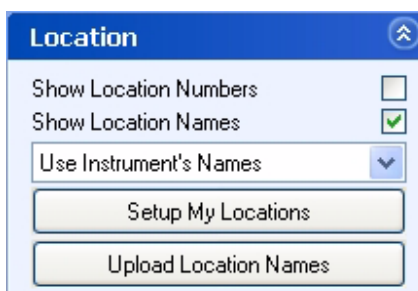 Location
Show Location Numbers
Show Location Names
Use Instrument's Names
Setup My Locations
Upload Location Names